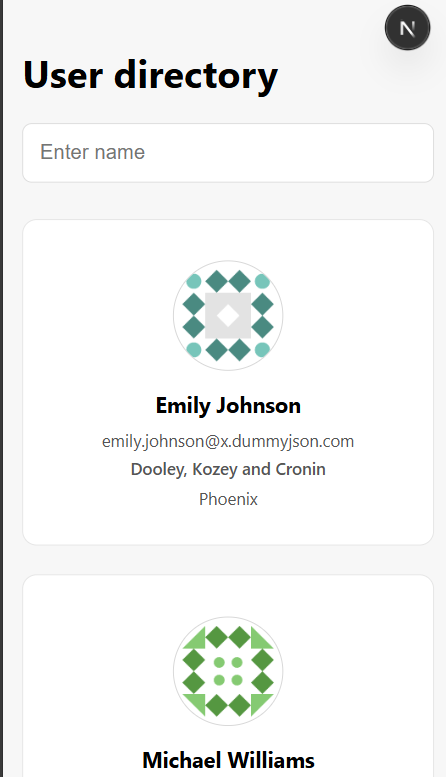 N
User directory
Enter name
Emily Johnson
emily.johnson@x.dummyjson.com
Dooley, Kozey and Cronin
Phoenix
Michael Williams